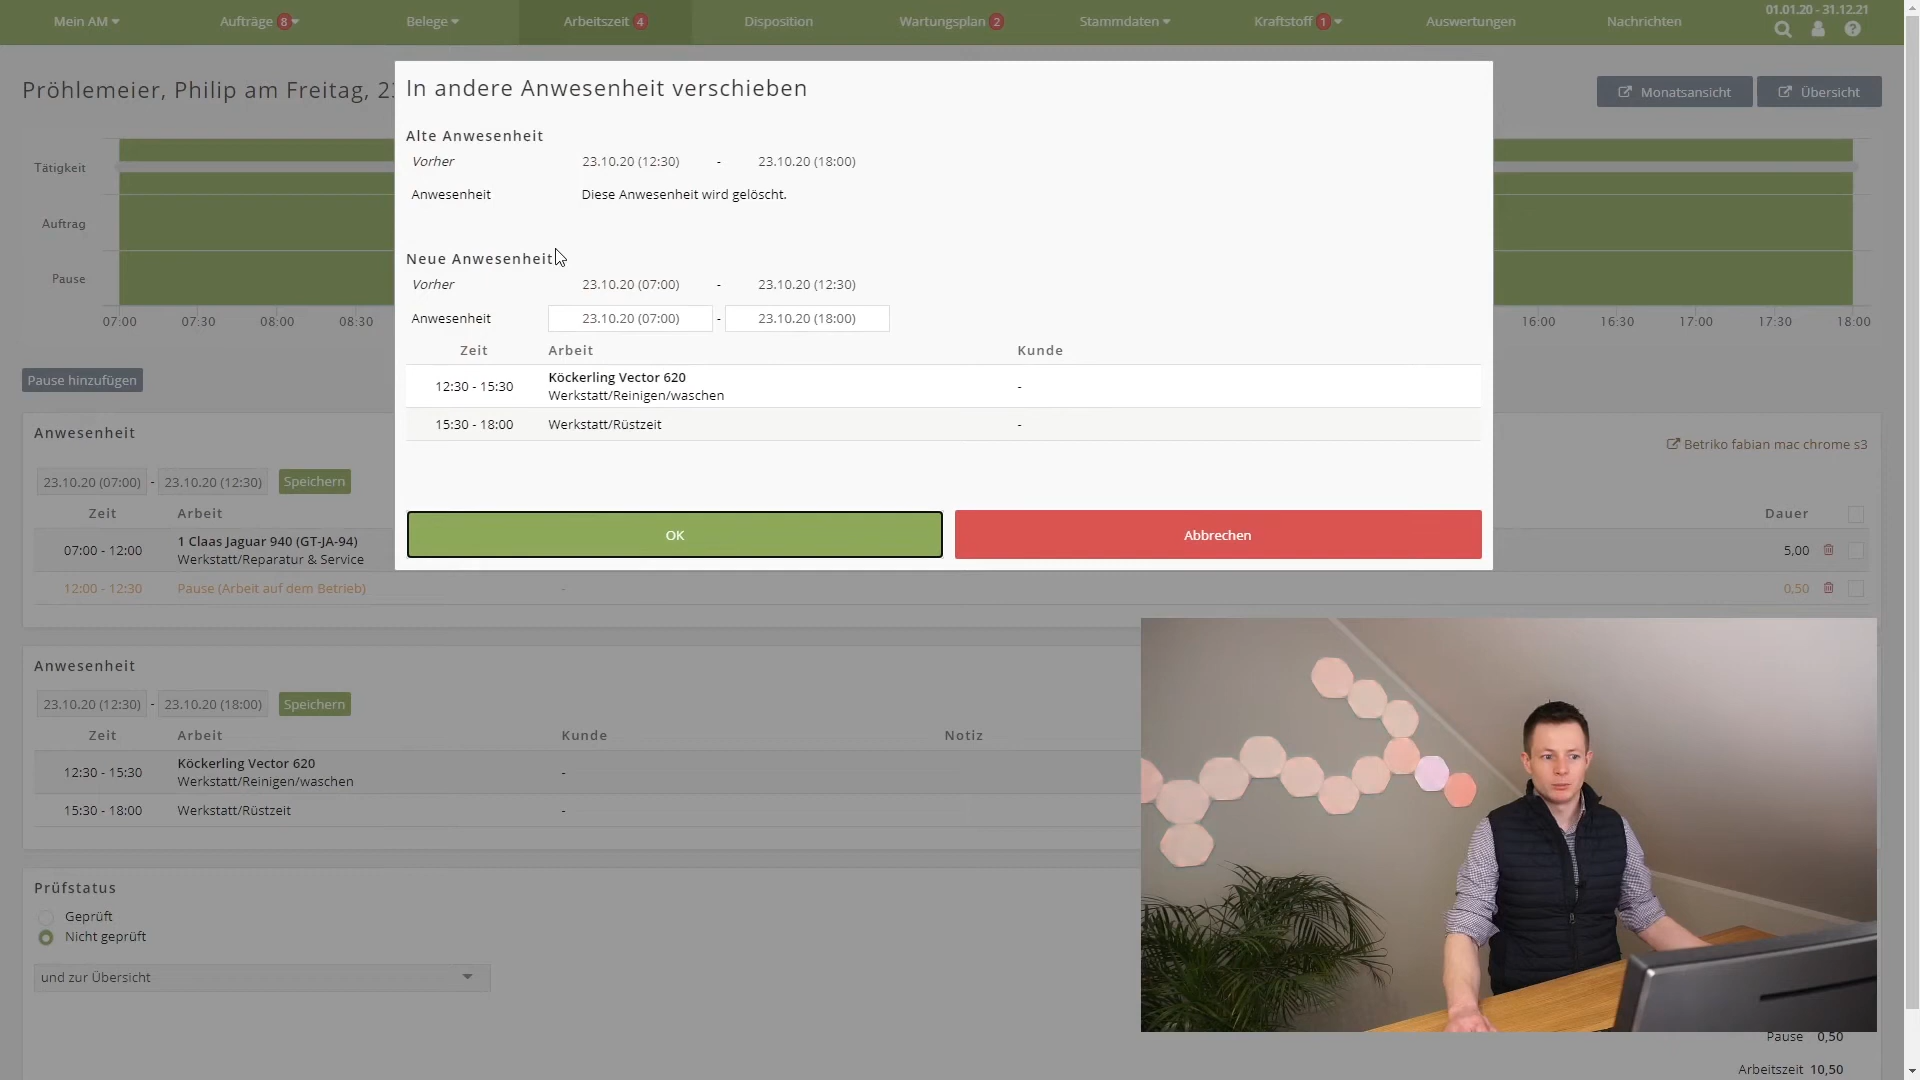 Mein AM
Aufträge 8
Belege
Arbeitszeit 4
Disposition
Wartungsplan 2
Stammdaten
Kraftstoff 1
Auswertungen
Nachrichten
01.01.20 - 31.12.21
Pröhlemeier, Philip am Freitag, 23
Monatsansicht
Übersicht
In andere Anwesenheit verschieben
Alte Anwesenheit
Vorher 23.10.20 (12:30) - 23.10.20 (18:00)
Anwesenheit Diese Anwesenheit wird gelöscht.
Neue Anwesenheit
Vorher 23.10.20 (07:00) - 23.10.20 (12:30)
Anwesenheit 23.10.20 (07:00) - 23.10.20 (18:00)
Zeit Arbeit Kunde
12:30 - 15:30 Köckerling Vector 620 -
Werkstatt/Reinigen/waschen
15:30 - 18:00 Werkstatt/Rüstzeit -
OK
Abbrechen
Tätigkeit
Auftrag
Pause
07:00 07:30 08:00 08:30 16:00 16:30 17:00 17:30 18:00
Pause hinzufügen
Anwesenheit
Betriko fabian mac chrome s3
23.10.20 (07:00) - 23.10.20 (12:30) Speichern
Zeit Arbeit Dauer
07:00 - 12:00 1 Claas Jaguar 940 (GT-JA-94) 5,00
Werkstatt/Reparatur & Service
12:00 - 12:30 Pause (Arbeit auf dem Betrieb) - 0,50
Anwesenheit
23.10.20 (12:30) - 23.10.20 (18:00) Speichern
Zeit Arbeit Kunde Notiz
12:30 - 15:30 Köckerling Vector 620 -
Werkstatt/Reinigen/waschen
15:30 - 18:00 Werkstatt/Rüstzeit -
Prüfstatus
Geprüft
Nicht geprüft
und zur Übersicht
Pause 0,50
Arbeitszeit 10,50